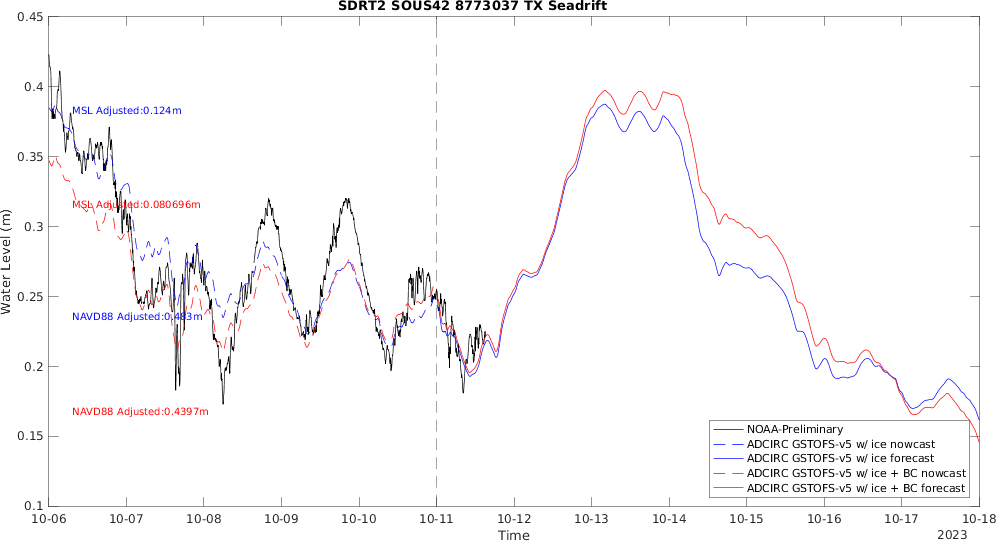 SDRT2 SOUS42 8773037 TX Seadrift
0.45
0.4
0.35
0.3
0.25
0.2
0.15
0.1
Water Level (m)
MSL Adjusted:0.124m
MSL Adjusted:0.080696m
NAVD88 Adjusted:0.483m
NAVD88 Adjusted:0.4397m
NOAA-Preliminary
ADCIRC GSTOFS-v5 w/ ice nowcast
ADCIRC GSTOFS-v5 w/ ice forecast
ADCIRC GSTOFS-v5 w/ ice + BC nowcast
ADCIRC GSTOFS-v5 w/ ice + BC forecast
10-06 10-07 10-08 10-09 10-10 10-11 10-12 10-13 10-14 10-15 10-16 10-17 10-18
Time
2023